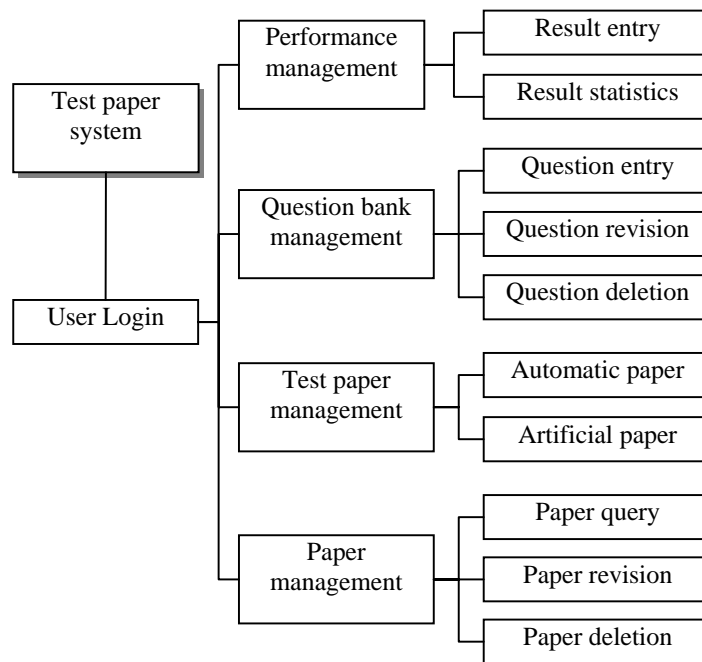 Test paper
system
User Login
Performance
management
Result entry
Result statistics
Question bank
management
Question entry
Question revision
Question deletion
Test paper
management
Automatic paper
Artificial paper
Paper
management
Paper query
Paper revision
Paper deletion